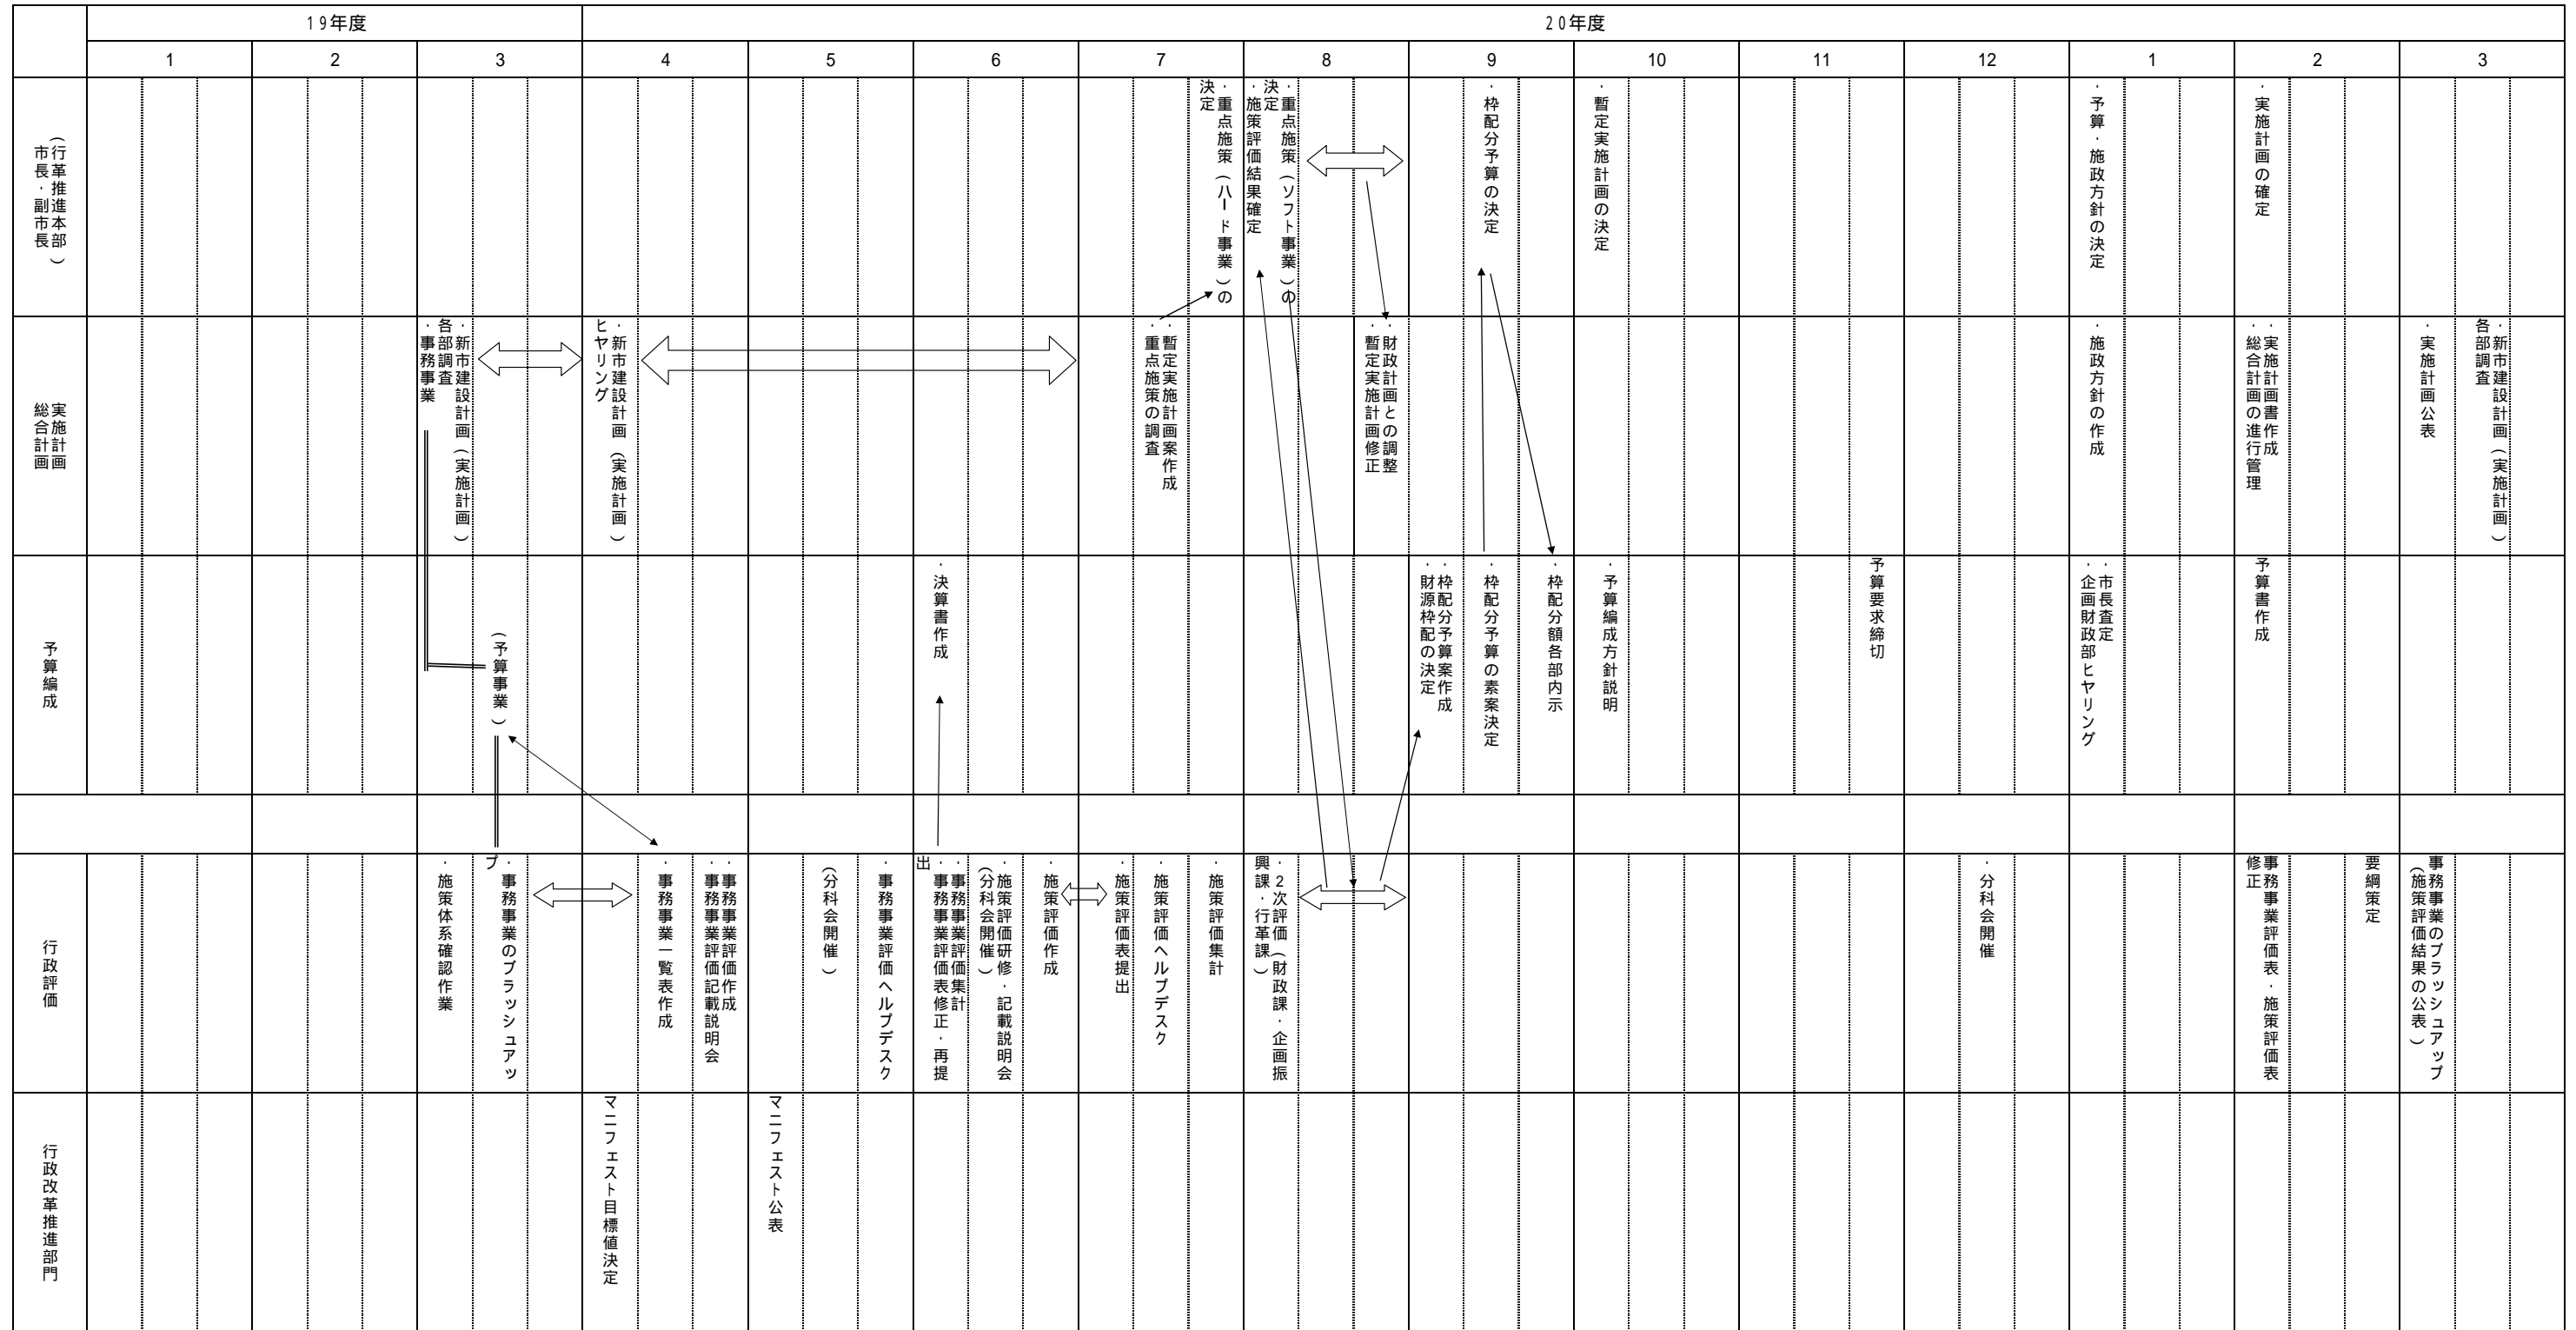 19年度
20年度
1
2
3
4
5
6
7
8
9
10
11
12
1
2
3
（行革推進本部）
市長・副市長
・重点施策（ハード事業）の
決定
・重点施策（ソフト事業）の
決定
・施策評価結果確定
・枠配分予算の決定
・暫定実施計画の決定
・予算・施政方針の決定
・実施計画の確定
実施計画
総合計画
・新市建設計画（実施計画）
各部調査
・事務事業
・新市建設計画（実施計画）
ヒヤリング
・暫定実施計画案作成
・重点施策の調査
・財政計画との調整
・暫定実施計画修正
・施政方針の作成
・実施計画書作成
・総合計画の進行管理
・実施計画公表
・新市建設計画（実施計画）
各部調査
予算編成
（予算事業）
・決算書作成
・枠配分予算案作成
・財源枠配の決定
・枠配分予算の素案決定
・枠配分額各部内示
・予算編成方針説明
予算要求締切
・市長査定
・企画財政部ヒヤリング
予算書作成
行政評価
・施策体系確認作業
・事務事業のブラッシュアッ
プ
・事務事業一覧表作成
・事務事業評価作成
・事務事業評価記載説明会
・
（分科会開催）
・事務事業評価ヘルプデスク
・事務事業評価集計
・事務事業評価表修正・再提
出
・施策評価研修・記載説明会
（分科会開催）
・施策評価作成
・施策評価表提出
・施策評価ヘルプデスク
・施策評価集計
・2次評価（財政課・企画振
興課・行革課）
・分科会開催
事務事業評価表・施策評価表
修正
要綱策定
事務事業のブラッシュアップ
（施策評価結果の公表）
行政改革推進部門
マニフェスト目標値決定
マニフェスト公表